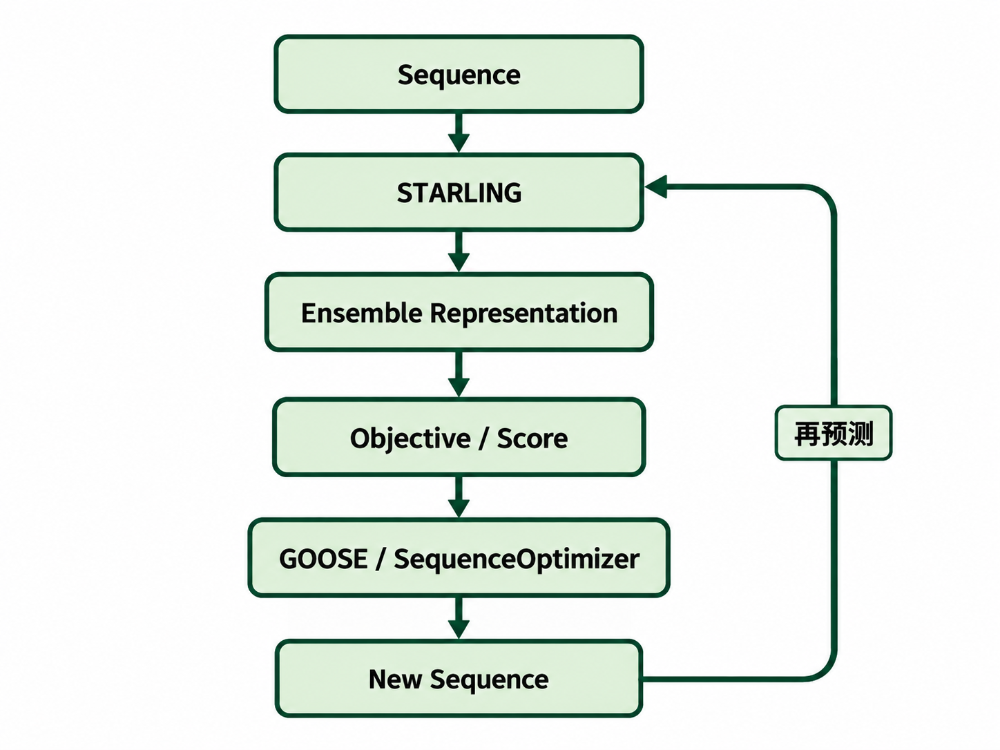 Sequence
STARLING
Ensemble Representation
Objective / Score
再预测
GOOSE / SequenceOptimizer
New Sequence